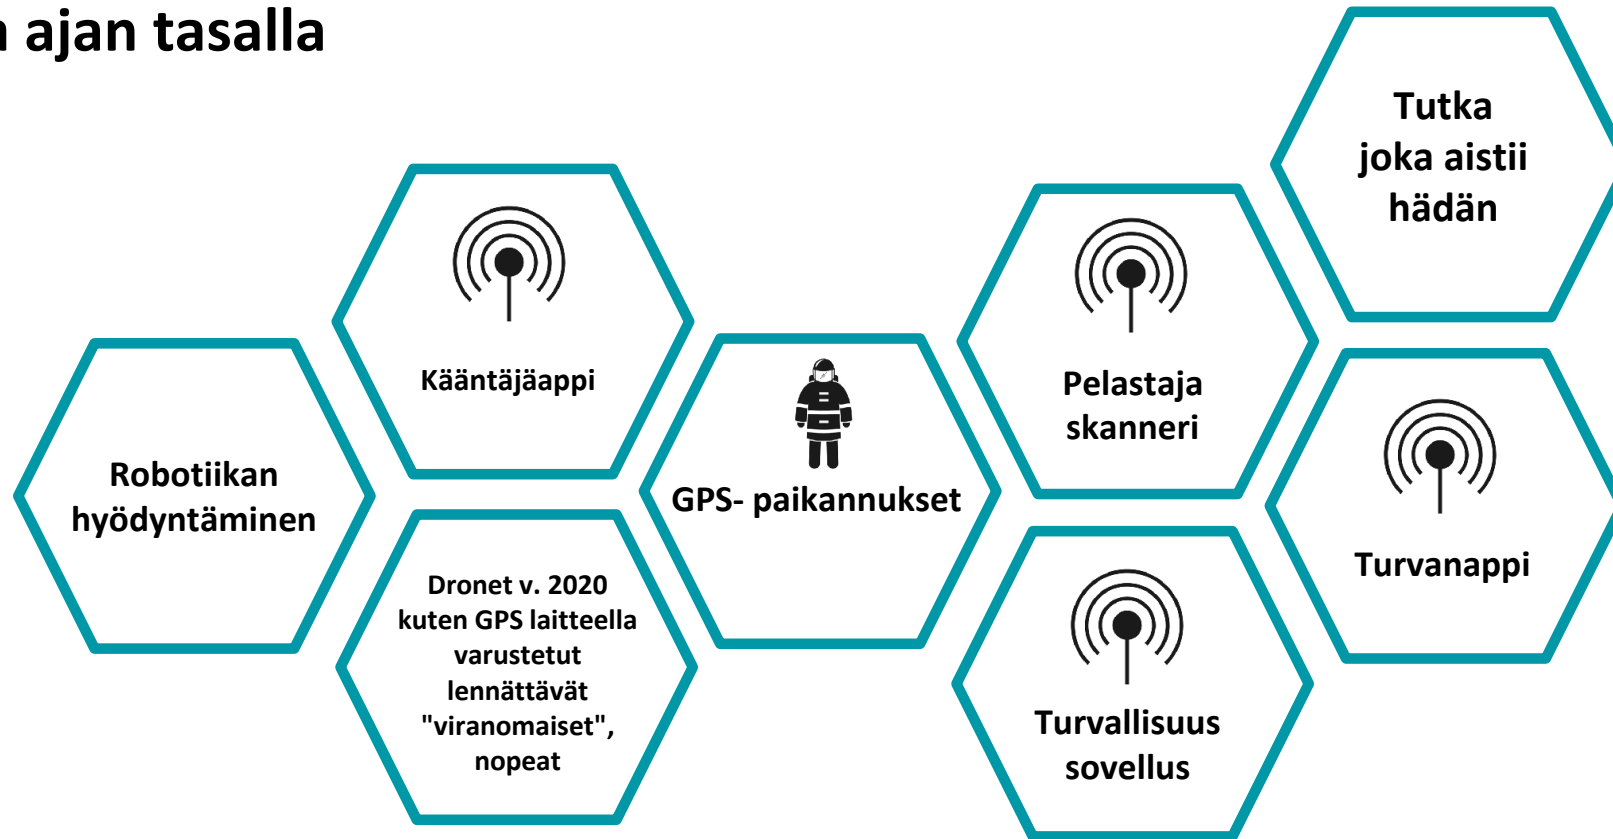 ajan tasalla
Tutka
joka aistii
hädän
Kääntäjäappi
Pelastaja
skanneri
Robotiikan
hyödyntäminen
GPS- paikannukset
Turvanappi
Dronet v. 2020
kuten GPS laitteella
varustetut
lennättävät
"viranomaiset",
nopeat
Turvallisuus
sovellus